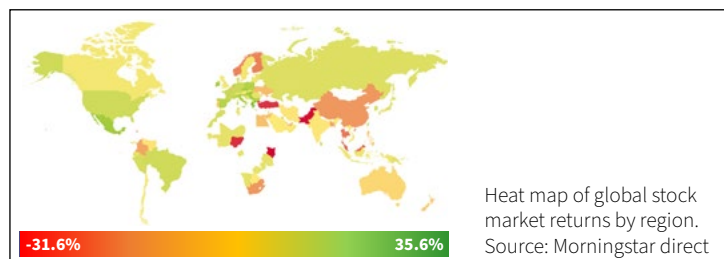 -31.6% 35.6%
Heat map of global stock
market returns by region.
Source: Morningstar direct